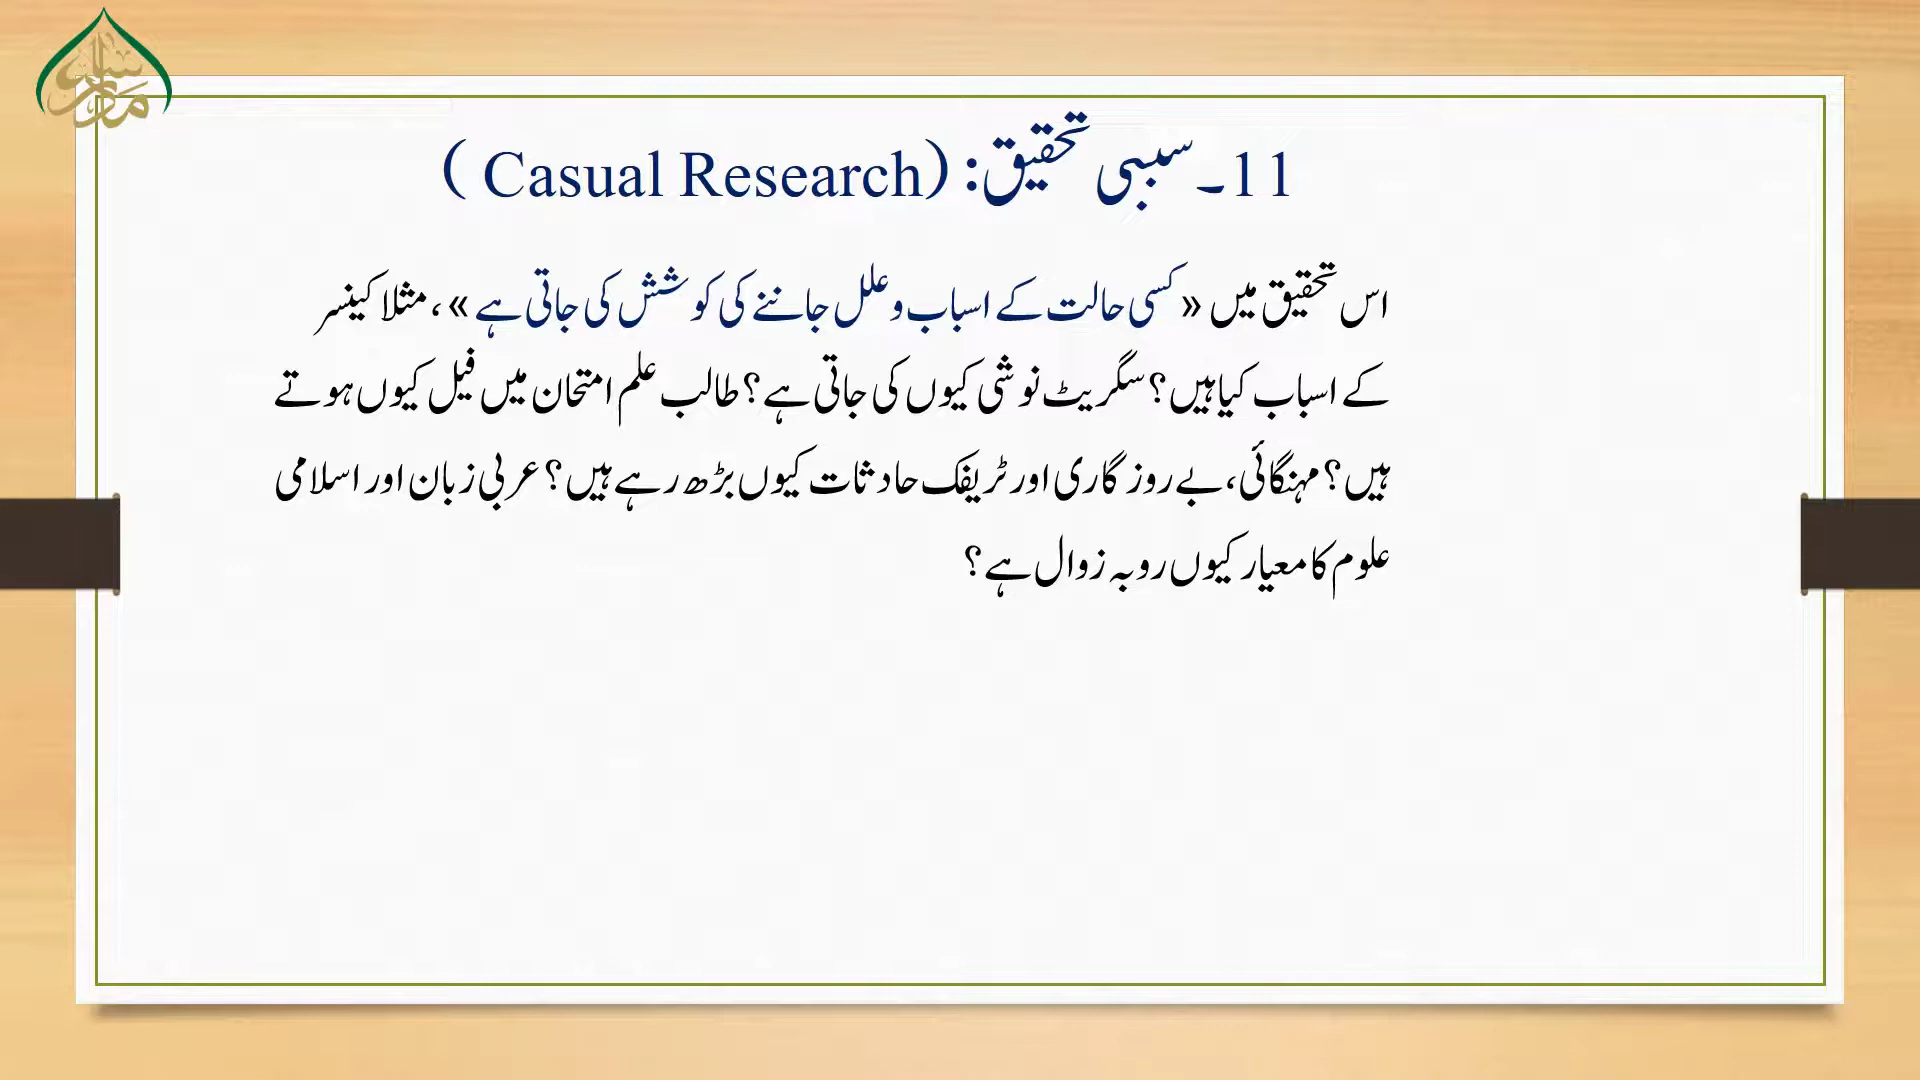 11۔سببی تحقیق: (Casual Research )
اس تحقیق میں «کسی حالت کے اسباب و علل جاننے کی کوشش کی جاتی ہے»، مثلا کینسر
کے اسباب کیا ہیں؟ سگریٹ نوشی کیوں کی جاتی ہے؟ طالب علم امتحان میں فیل کیوں ہوتے
ہیں؟ مہنگائی، بے روزگاری اور ٹریفک حادثات کیوں بڑھ رہے ہیں؟ عربی زبان اور اسلامی
علوم کا معیار کیوں روبہ زوال ہے؟